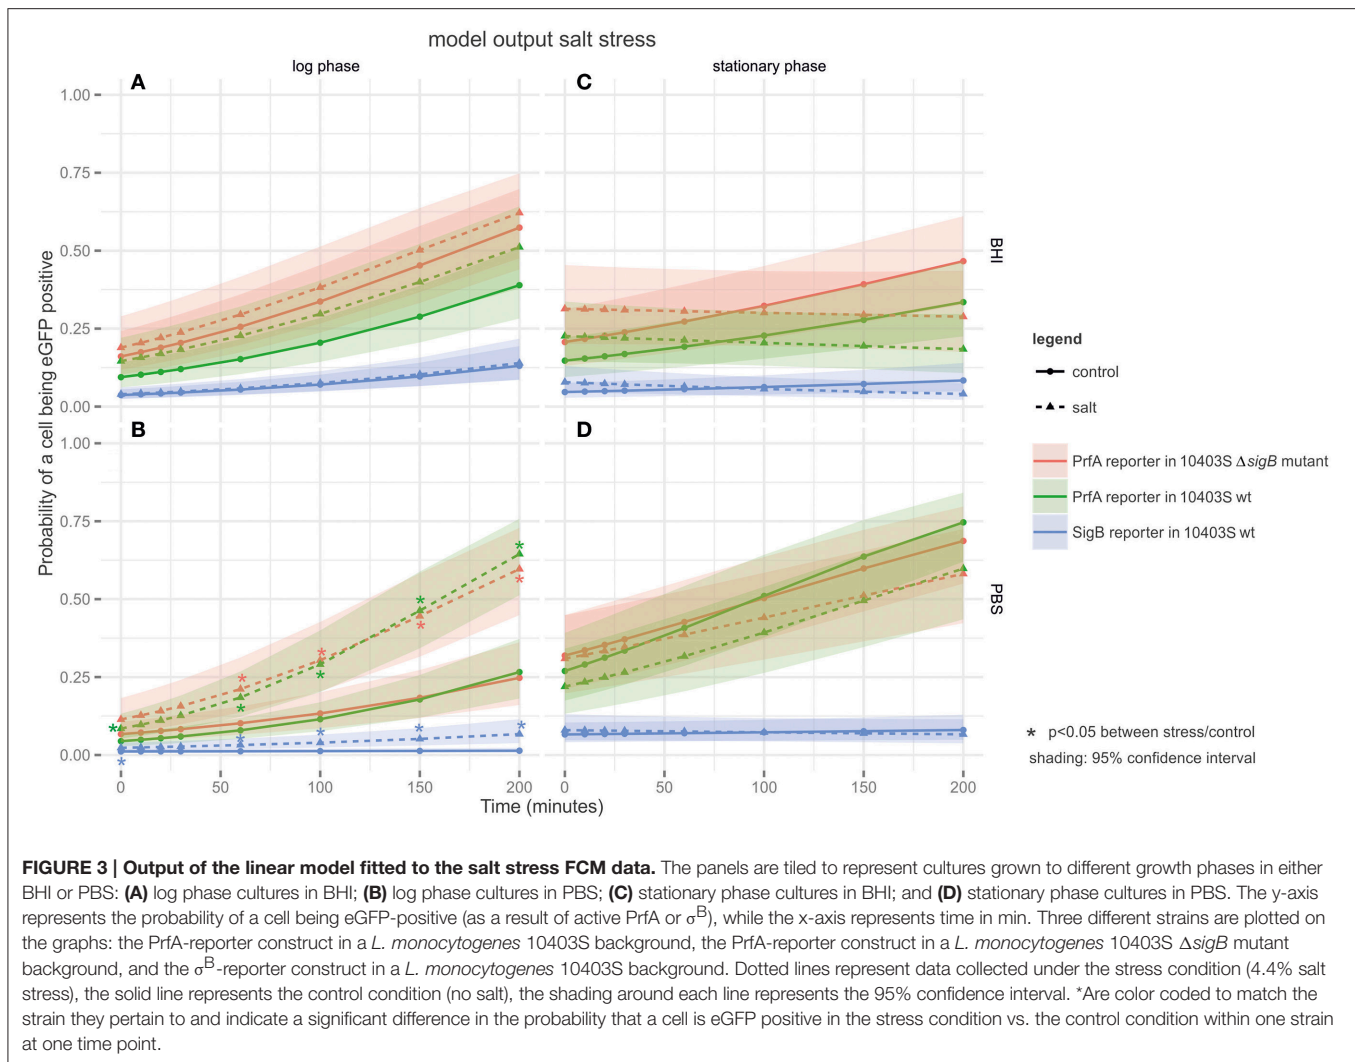 model output salt stress
log phase
stationary phase
A
C
1.00
0.75
0.50
0.25
0.00
BHI
B
D
1.00
0.75
0.50
0.25
0.00
PBS
Probability of a cell being eGFP positive
0
50
100
150
200
0
50
100
150
200
Time (minutes)
legend
control
salt
PrfA reporter in 10403S ΔsigB mutant
PrfA reporter in 10403S wt
SigB reporter in 10403S wt
* p<0.05 between stress/control
shading: 95% confidence interval
FIGURE 3 | Output of the linear model fitted to the salt stress FCM data. The panels are tiled to represent cultures grown to different growth phases in either
BHI or PBS: (A) log phase cultures in BHI; (B) log phase cultures in PBS; (C) stationary phase cultures in BHI; and (D) stationary phase cultures in PBS. The y-axis
represents the probability of a cell being eGFP-positive (as a result of active PrfA or σB), while the x-axis represents time in min. Three different strains are plotted on
the graphs: the PrfA-reporter construct in a L. monocytogenes 10403S background, the PrfA-reporter construct in a L. monocytogenes 10403S ΔsigB mutant
background, and the σB-reporter construct in a L. monocytogenes 10403S background. Dotted lines represent data collected under the stress condition (4.4% salt
stress), the solid line represents the control condition (no salt), the shading around each line represents the 95% confidence interval. *Are color coded to match the
strain they pertain to and indicate a significant difference in the probability that a cell is eGFP positive in the stress condition vs. the control condition within one strain
at one time point.